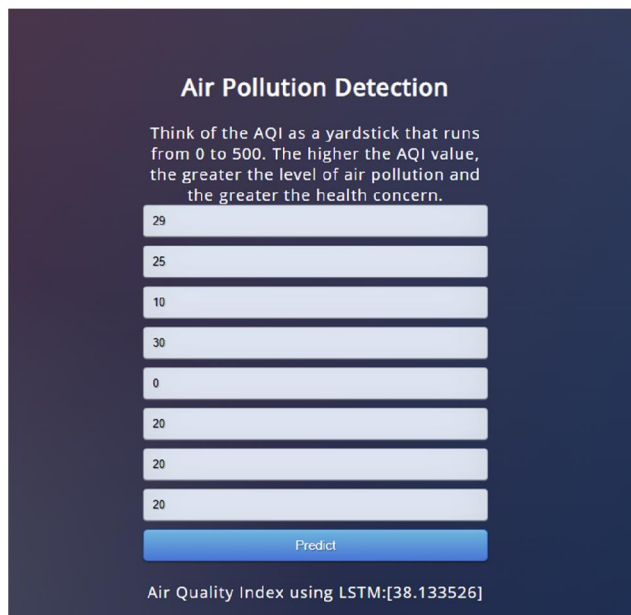 Air Pollution Detection
Think of the AQI as a yardstick that runs
from 0 to 500. The higher the AQI value,
the greater the level of air pollution and
the greater the health concern.
29
25
10
30
0
20
20
20
Predict
Air Quality Index using LSTM:[38.133526]